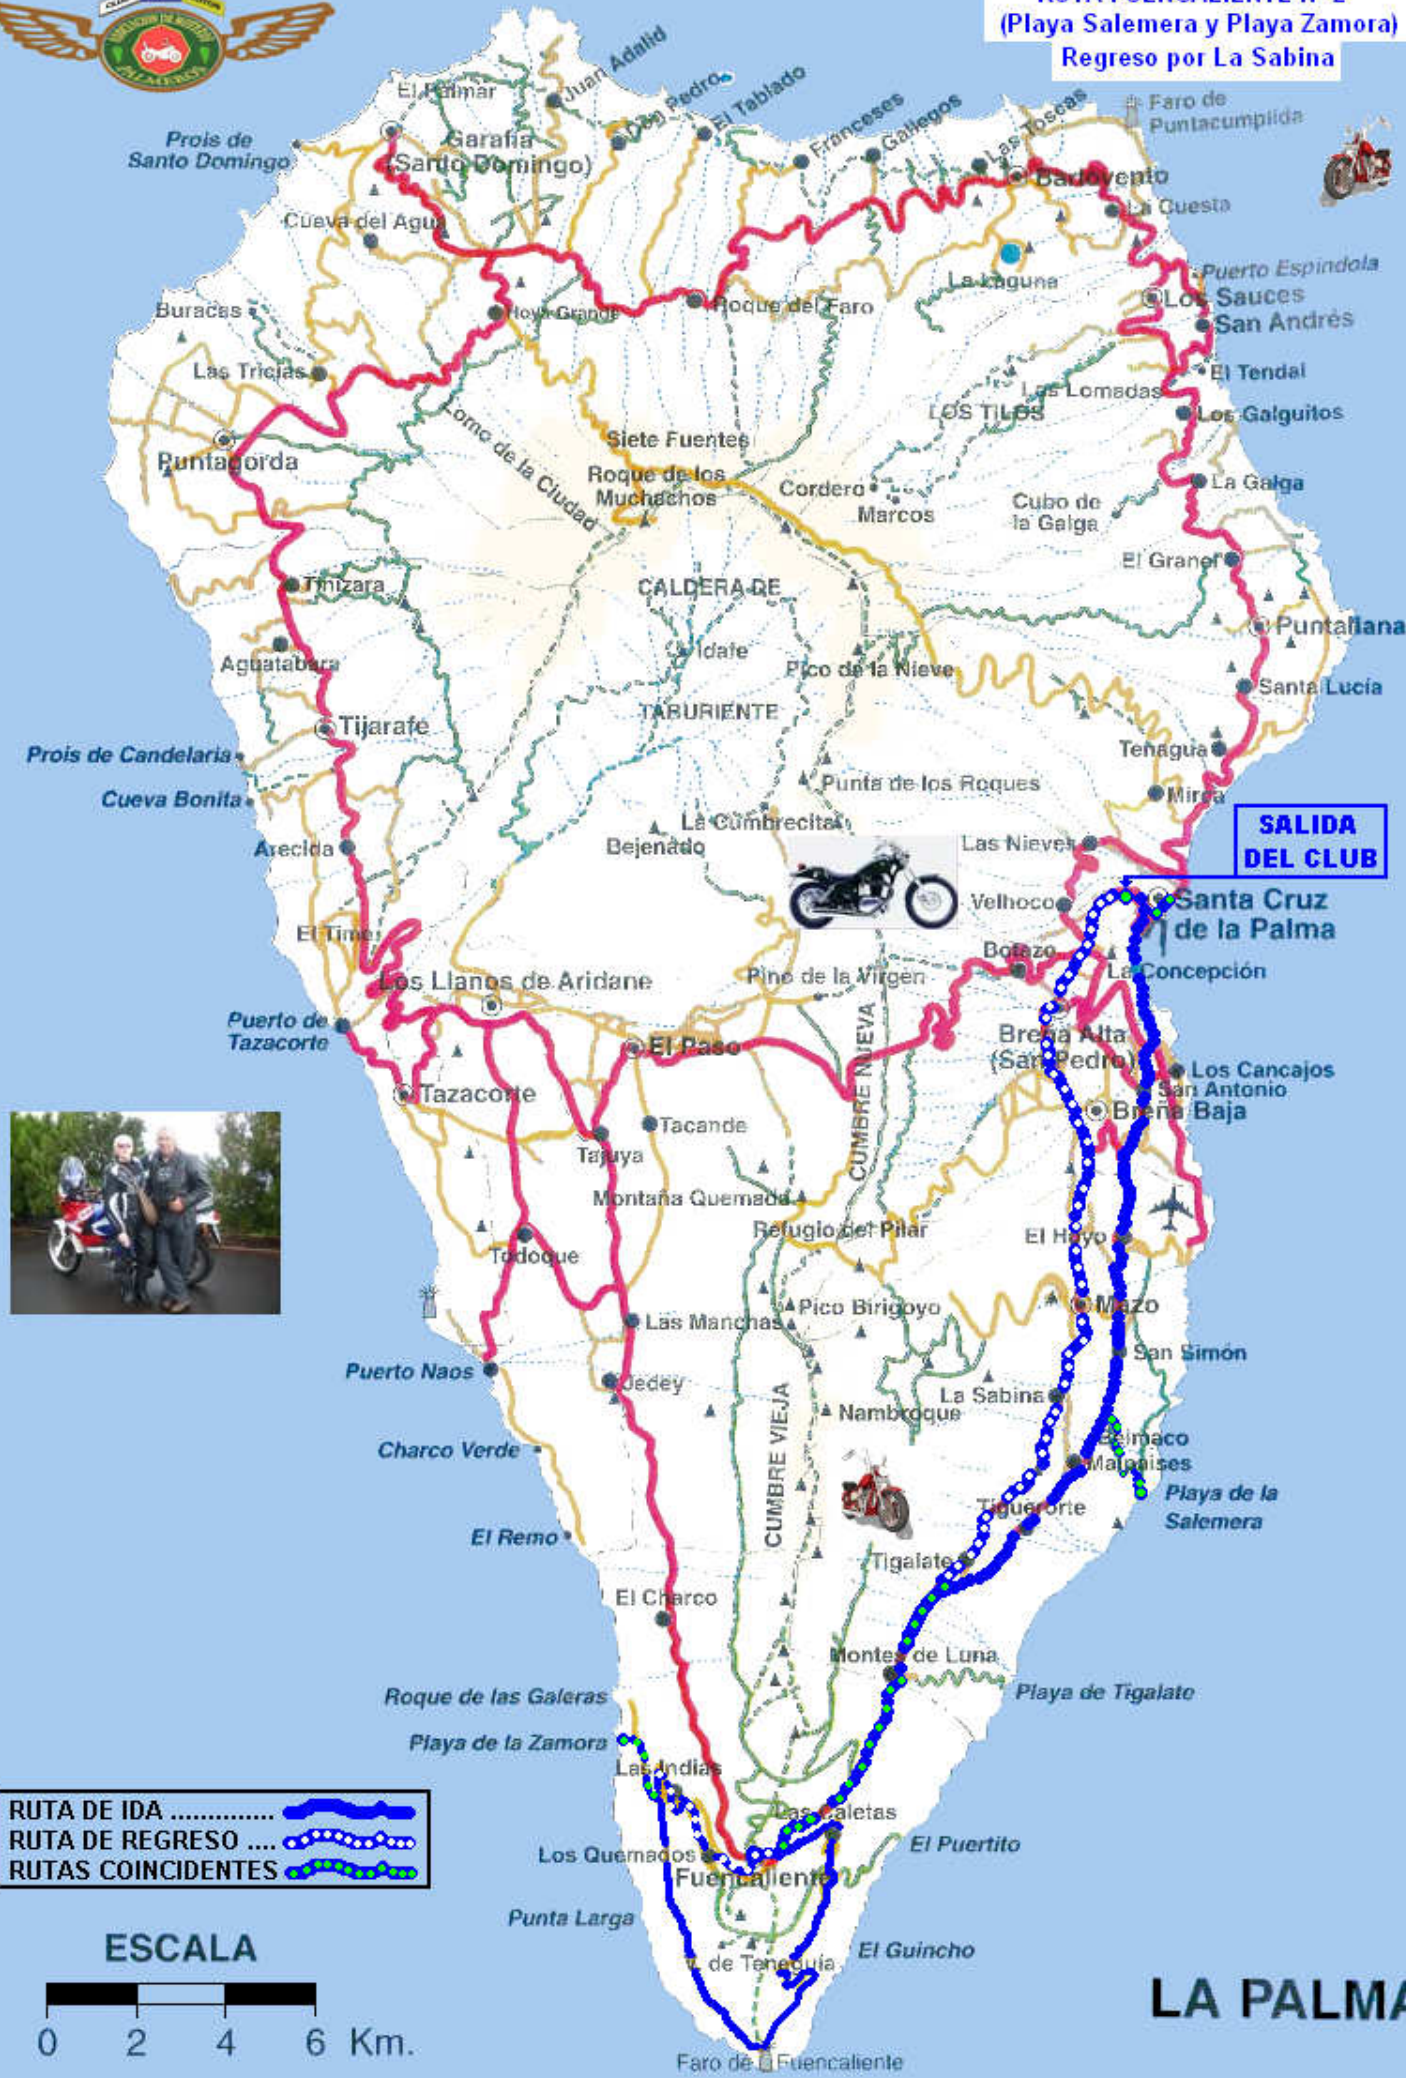 ASOCIACION DE MOTEROS
PALMEROS
(Playa Salemera y Playa Zamora)
Regreso por La Sabina
Juan Adalid
El Palmar
Don Pedro
El Tablado
Franceses
Gallegos
Las Toscas
Faro de
Puntacumplida
Prois de
Santo Domingo
Garafia
(Santo Domingo)
Barlovento
La Cuesta
Cueva del Agua
La Laguna
Puerto Espindola
Los Sauces
San Andrés
Buracas
Hoya Grande
Roque del Faro
Las Tricias
El Tendal
Las Lomadas
LOS TILOS
Los Galguitos
Lomo de la Ciudad
Siete Fuentes
Puntagorda
Roque de los
Muchachos
Cordero
Marcos
Cubo de
la Galga
La Galga
El Granel
Tinizara
CALDERA DE
Idafe
Puntallana
Aguatabara
Pico de la Nieve
Santa Lucía
TABURIENTE
Tijarafe
Tenagua
Prois de Candelaria
Punta de los Roques
Mirca
Cueva Bonita
La Cumbrecita
Bejenado
Arecida
Las Nieves
SALIDA
DEL CLUB
Velhoco
Santa Cruz
de la Palma
El Time
Botazo
La Concepción
Los Llanos de Aridane
Pino de la Virgen
Puerto de
Tazacorte
El Paso
CUMBRE NUEVA
Breña Alta
(San Pedro)
Los Cancajos
San Antonio
Breña Baja
Tazacorte
Tacande
Tajuya
Montaña Quemada
Refugio del Pilar
El Hoyo
Todoque
Pico Birigoyo
Mazo
Las Manchas
San Simón
Puerto Naos
Jedey
La Sabina
CUMBRE VIEJA
Nambroque
Charco Verde
Belmaco
Malpaises
Playa de la
Salemera
Tiguerorte
El Remo
Tigalate
El Charco
Montes de Luna
Playa de Tigalate
Roque de las Galeras
Playa de la Zamora
Las Indias
Las Caletas
El Puertito
Los Quemados
Fuencaliente
Punta Larga
V. de Teneguía
El Guincho
Faro de Fuencaliente
RUTA DE IDA ..............
RUTA DE REGRESO ....
RUTAS COINCIDENTES
ESCALA
0 2 4 6 Km.
LA PALMA